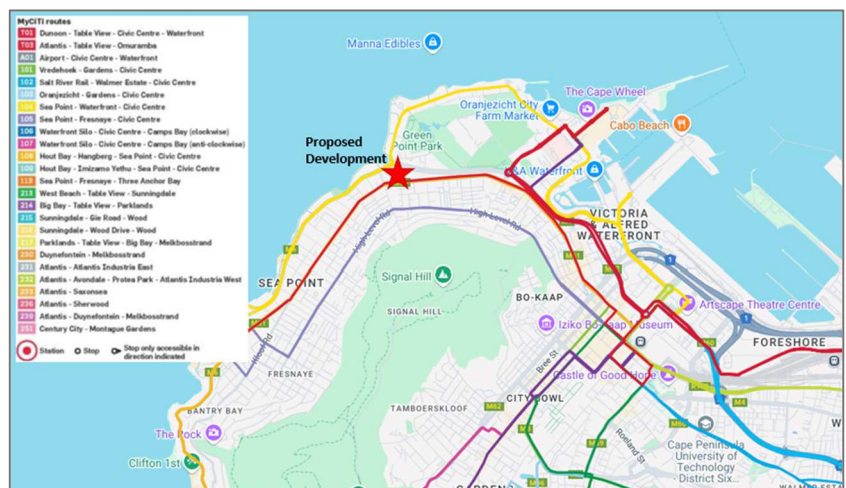 MyCiTi routes
T01 Dunoon - Table View - Civic Centre - Waterfront
T03 Atlantis - Table View - Omuramba
A01 Airport - Civic Centre - Waterfront
101 Vredehoek - Gardens - Civic Centre
102 Salt River Rail - Walmer Estate - Civic Centre
103 Oranjezicht - Gardens - Civic Centre
104 Sea Point - Waterfront - Civic Centre
105 Sea Point - Fresnaye - Civic Centre
106 Waterfront Silo - Civic Centre - Camps Bay (clockwise)
107 Waterfront Silo - Civic Centre - Camps Bay (anti-clockwise)
108 Hout Bay - Hangberg - Sea Point - Civic Centre
109 Hout Bay - Imizamo Yethu - Sea Point - Civic Centre
113 Sea Point - Fresnaye - Three Anchor Bay
213 West Beach - Table View - Sunningdale
214 Big Bay - Table View - Parklands
215 Sunningdale - Gie Road - Wood
216 Sunningdale - Wood Drive - Wood
217 Parklands - Table View - Big Bay - Melkbosstrand
230 Duynefontein - Melkbosstrand
231 Atlantis - Atlantis Industria East
232 Atlantis - Avondale - Protea Park - Atlantis Industria West
233 Atlantis - Saxonsea
236 Atlantis - Sherwood
239 Atlantis - Duynefontein - Melkbosstrand
251 Century City - Montague Gardens
Station
Stop
Stop only accessible in
direction indicated
Manna Edibles
The Cape Wheel
Oranjezicht City
Farm Market
Cabo Beach
Proposed
Development
Green
Point Park
V&A Waterfront
VICTORIA
& ALFRED
WATERFRONT
High Level Rd
High Level Rd
SEA POINT
Signal Hill
SIGNAL HILL
BO-KAAP
Artscape Theatre Centre
Iziko Bo-Kaap Museum
FORESHORE
Kloof Rd
FRESNAYE
Bree St
Castle of Good Hope
BANTRY BAY
TAMBOERSKLOOF
M62
CITY BOWL
M4
The Rock
Roeland St
Cape Peninsula
University of
Technology
District Six...
Clifton 1st
GARDENS
WALMER ESTATE